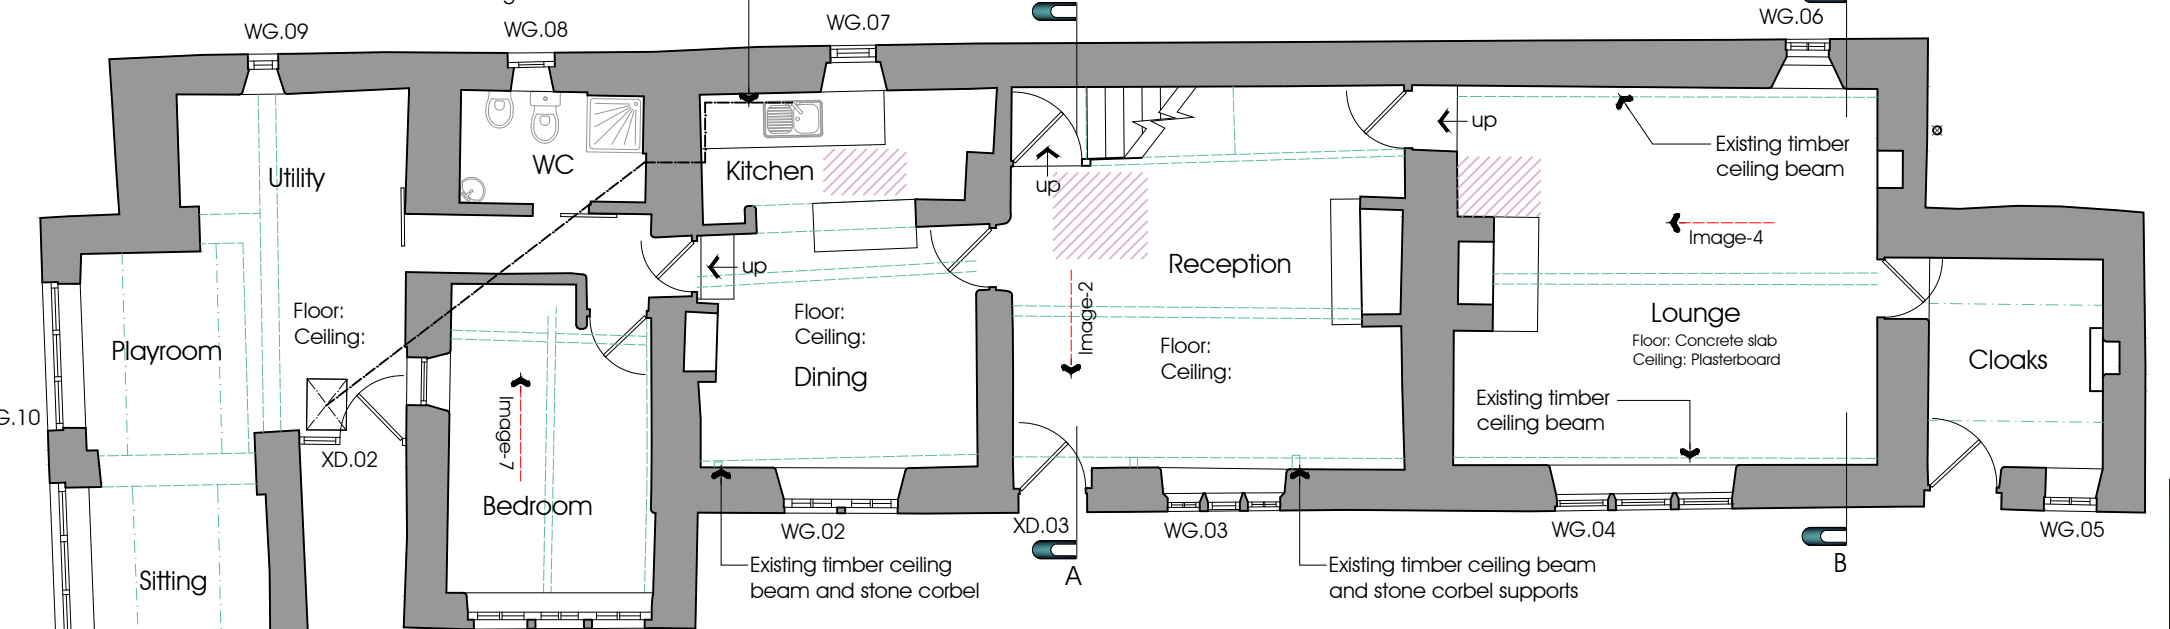 WG.09
WG.08
WG.07
WG.06
Utility
WC
Kitchen
up
up
up
Existing timber
ceiling beam
Image-4
Reception
Image-2
Lounge
Floor: Concrete slab
Ceiling: Plasterboard
Floor:
Ceiling:
Floor:
Ceiling:
Floor:
Ceiling:
Playroom
Dining
Cloaks
Existing timber
ceiling beam
Image-7
G.10
XD.02
Bedroom
WG.02
XD.03
WG.03
WG.04
WG.05
Existing timber ceiling
beam and stone corbel
A
Existing timber ceiling beam
and stone corbel supports
B
Sitting